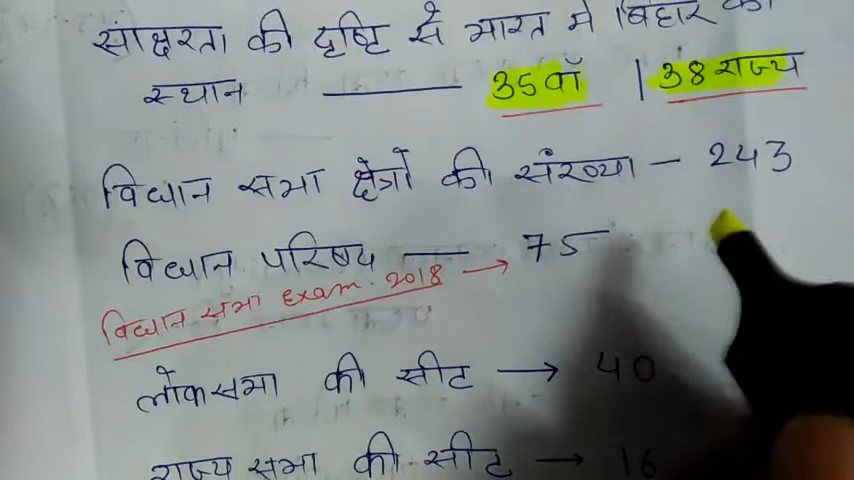 सांक्षरता की दृष्टि से भारत में बिहार का
स्थान —— 35वाँ | 38 राज्य
विधान सभा क्षेत्रों की संख्या - 243
विधान परिषद — 75
विधान सभा Exam. 2018 →
लोकसभा की सीट → 40
राज्य सभा की सीट → 16